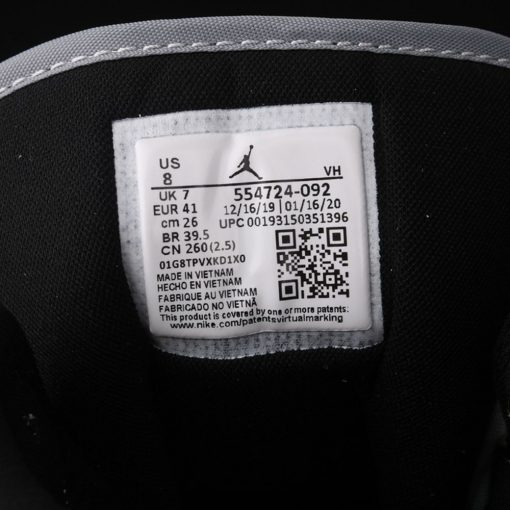 US
8
VH
UK 7
554724-092
EUR 41
12/16/19 | 01/16/20
cm 26
UPC 00193150351396
BR 39.5
CN 260 (2.5)
01G8TPVXKD1X0
MADE IN VIETNAM
HECHO EN VIETNAM
FABRIQUE AU VIETNAM
FABRICADO NO VIETNÃ
This product is covered by one or more patents:
www.nike.com/patentsvirtualmarking